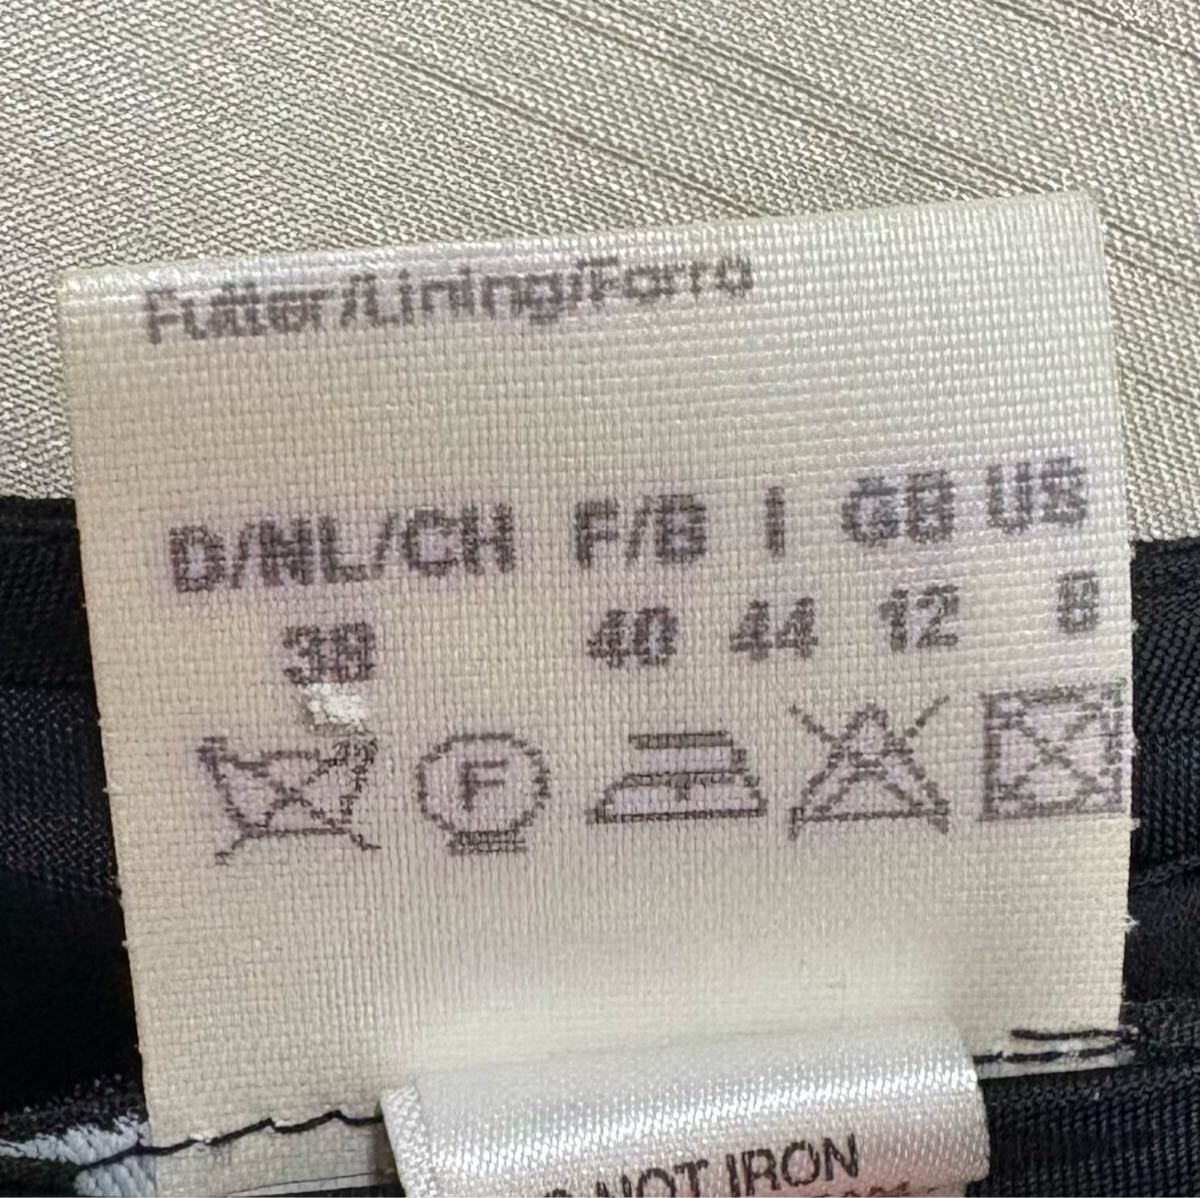 Futter/Lining/Forro
D/NL/CH F/B I GB US
38 40 44 12 8
F
NOT IRON